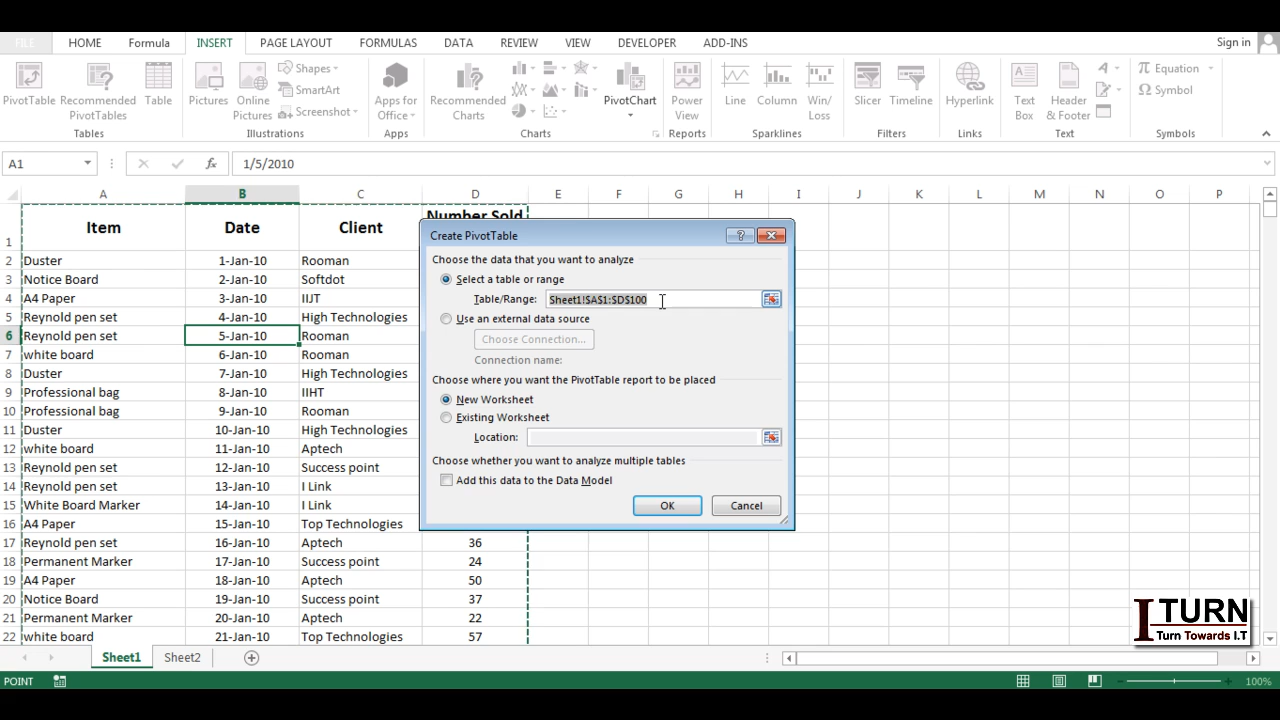 FILE HOME Formula INSERT PAGE LAYOUT FORMULAS DATA REVIEW VIEW DEVELOPER ADD-INS Sign in
PivotTable Recommended PivotTables Table
Pictures Online Pictures Shapes SmartArt Screenshot
Apps for Office
Recommended Charts PivotChart
Power View
Line Column Win/Loss
Slicer Timeline
Hyperlink
Text Box Header & Footer
π Equation Ω Symbol
Tables Illustrations Apps Charts Reports Sparklines Filters Links Text Symbols
A1 fx 1/5/2010
A B C D E F G H I J K L M N O P
1 Item Date Client Number Sold
2 Duster 1-Jan-10 Rooman
3 Notice Board 2-Jan-10 Softdot
4 A4 Paper 3-Jan-10 IIJT
5 Reynold pen set 4-Jan-10 High Technologies
6 Reynold pen set 5-Jan-10 Rooman
7 white board 6-Jan-10 Rooman
8 Duster 7-Jan-10 High Technologies
9 Professional bag 8-Jan-10 IIHT
10 Professional bag 9-Jan-10 Rooman
11 Duster 10-Jan-10 High Technologies
12 white board 11-Jan-10 Aptech
13 Reynold pen set 12-Jan-10 Success point
14 Reynold pen set 13-Jan-10 I Link
15 White Board Marker 14-Jan-10 I Link
16 A4 Paper 15-Jan-10 Top Technologies
17 Reynold pen set 16-Jan-10 Aptech 36
18 Permanent Marker 17-Jan-10 Success point 24
19 A4 Paper 18-Jan-10 Aptech 50
20 Notice Board 19-Jan-10 Success point 37
21 Permanent Marker 20-Jan-10 Aptech 22
22 white board 21-Jan-10 Top Technologies 57
Create PivotTable
Choose the data that you want to analyze
Select a table or range
Table/Range: Sheet1!$A$1:$D$100
Use an external data source
Choose Connection...
Connection name:
Choose where you want the PivotTable report to be placed
New Worksheet
Existing Worksheet
Location:
Choose whether you want to analyze multiple tables
Add this data to the Data Model
OK Cancel
I TURN
Turn Towards I.T
Sheet1 Sheet2
POINT 100%